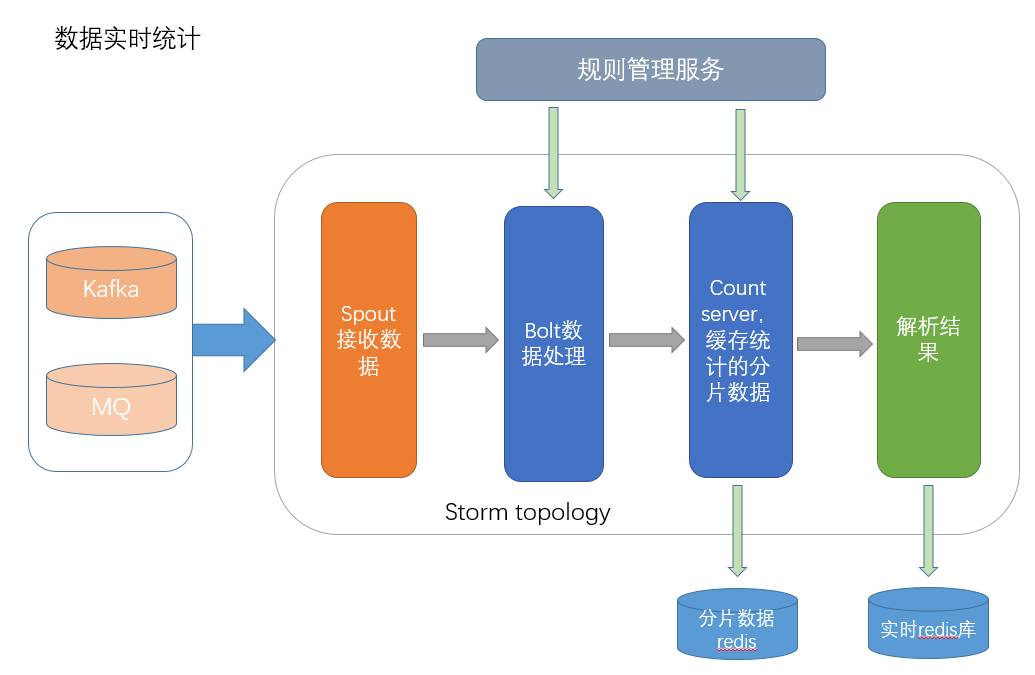 数据实时统计
规则管理服务
Kafka
MQ
Spout
接收数
据
Bolt数
据处理
Count
server,
缓存统
计的分
片数据
解析结
果
Storm topology
分片数据
redis
实时redis库